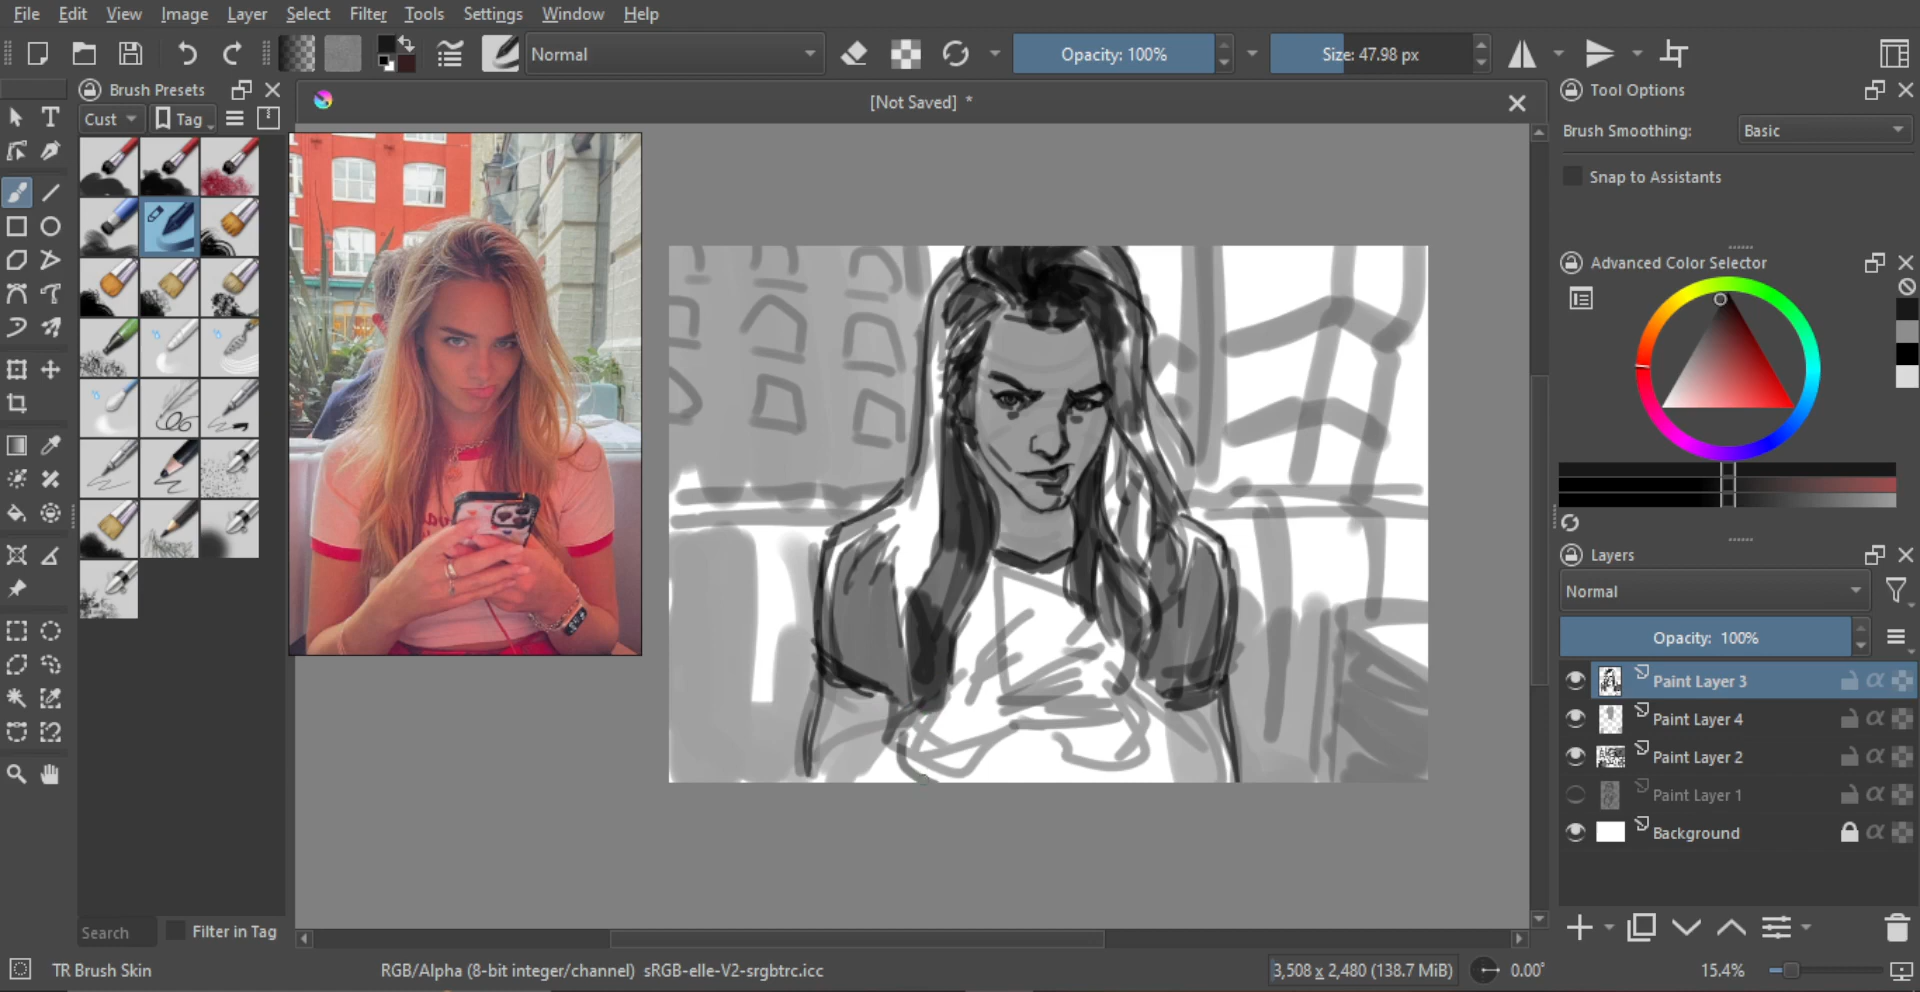 File Edit View Image Layer Select Filter Tools Settings Window Help
Normal Opacity: 100% Size: 47.98 px
Brush Presets
Cust Tag
[Not Saved] *
Tool Options
Brush Smoothing: Basic
Snap to Assistants
Advanced Color Selector
Layers
Normal
Opacity: 100%
Paint Layer 3
Paint Layer 4
Paint Layer 2
Paint Layer 1
Background
Search Filter in Tag
TR Brush Skin RGB/Alpha (8-bit integer/channel) sRGB-elle-V2-srgbtrc.icc 3,508 x 2,480 (138.7 MiB) 0.00° 15.4%